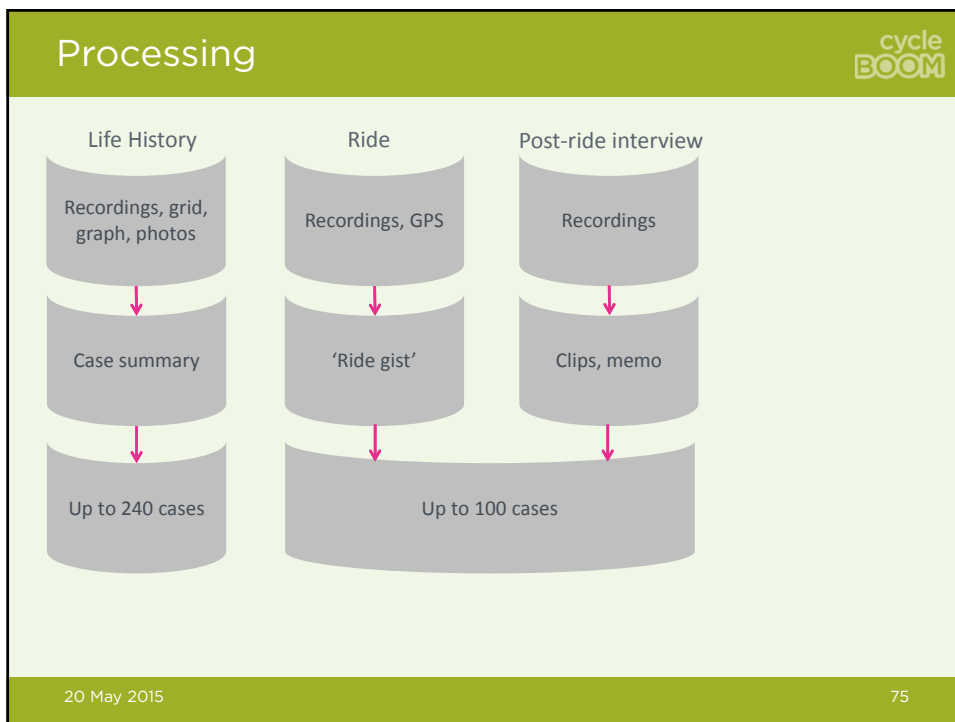 Processing
cycle
BOOM
Life History
Ride
Post-ride interview
Recordings, grid,
graph, photos
Recordings, GPS
Recordings
Case summary
‘Ride gist’
Clips, memo
Up to 240 cases
Up to 100 cases
20 May 2015
75